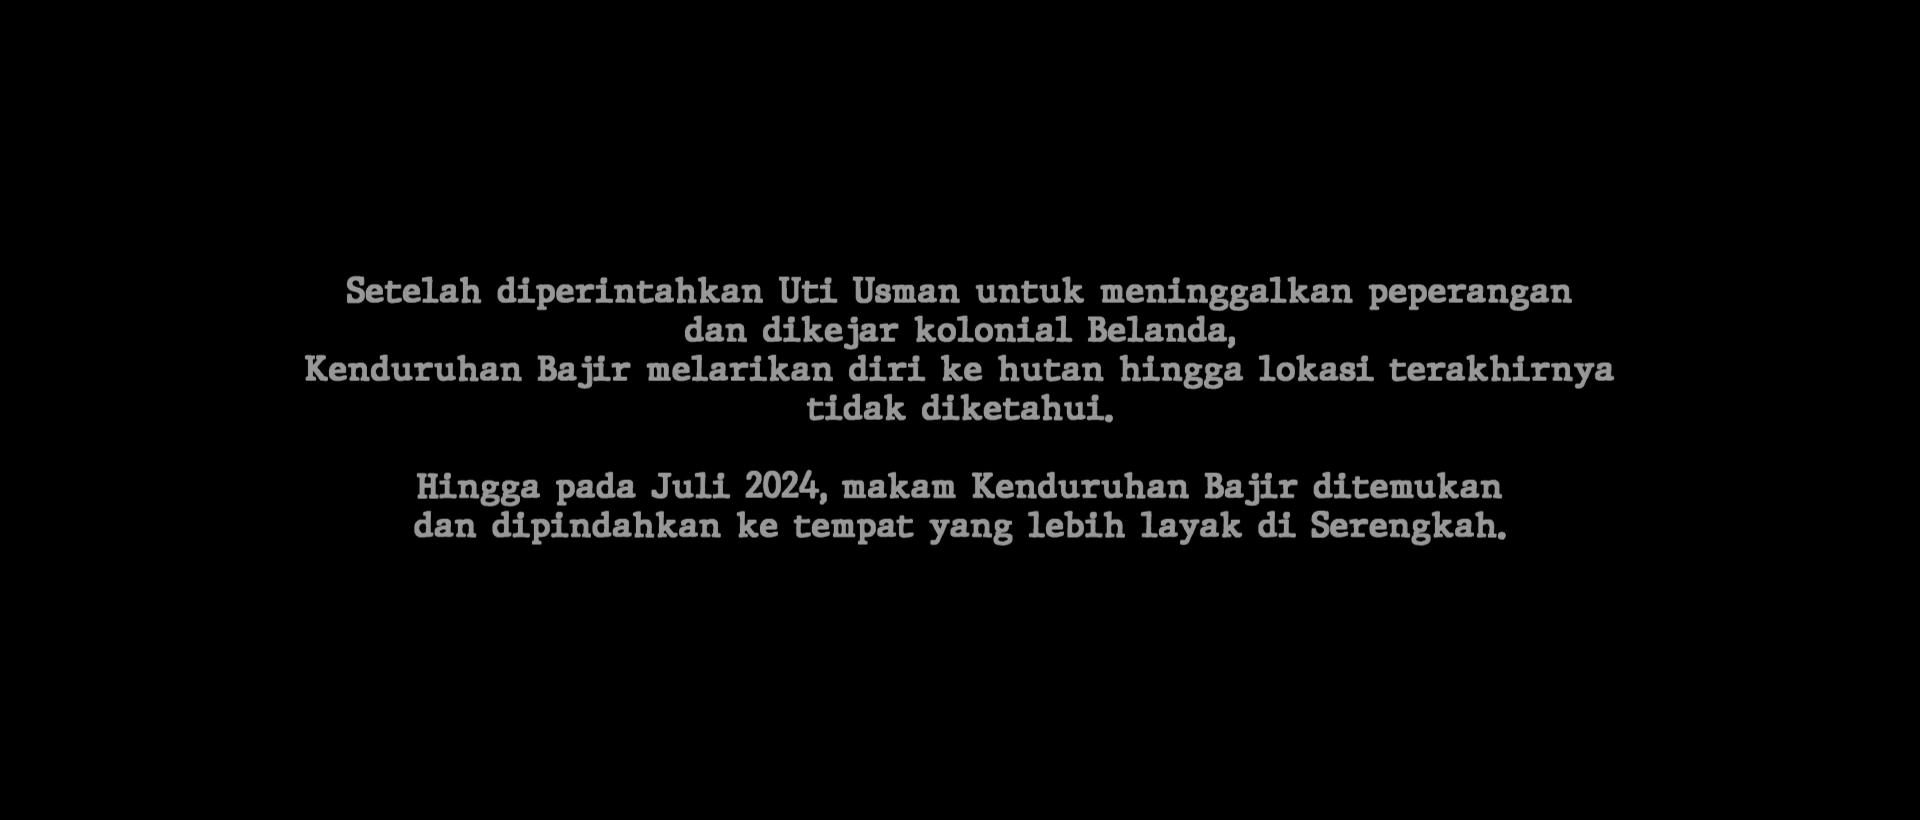 Setelah diperintahkan Uti Usman untuk meninggalkan peperangan
dan dikejar kolonial Belanda,
Kenduruhan Bajir melarikan diri ke hutan hingga lokasi terakhirnya
tidak diketahui.
Hingga pada Juli 2024, makam Kenduruhan Bajir ditemukan
dan dipindahkan ke tempat yang lebih layak di Serengkah.